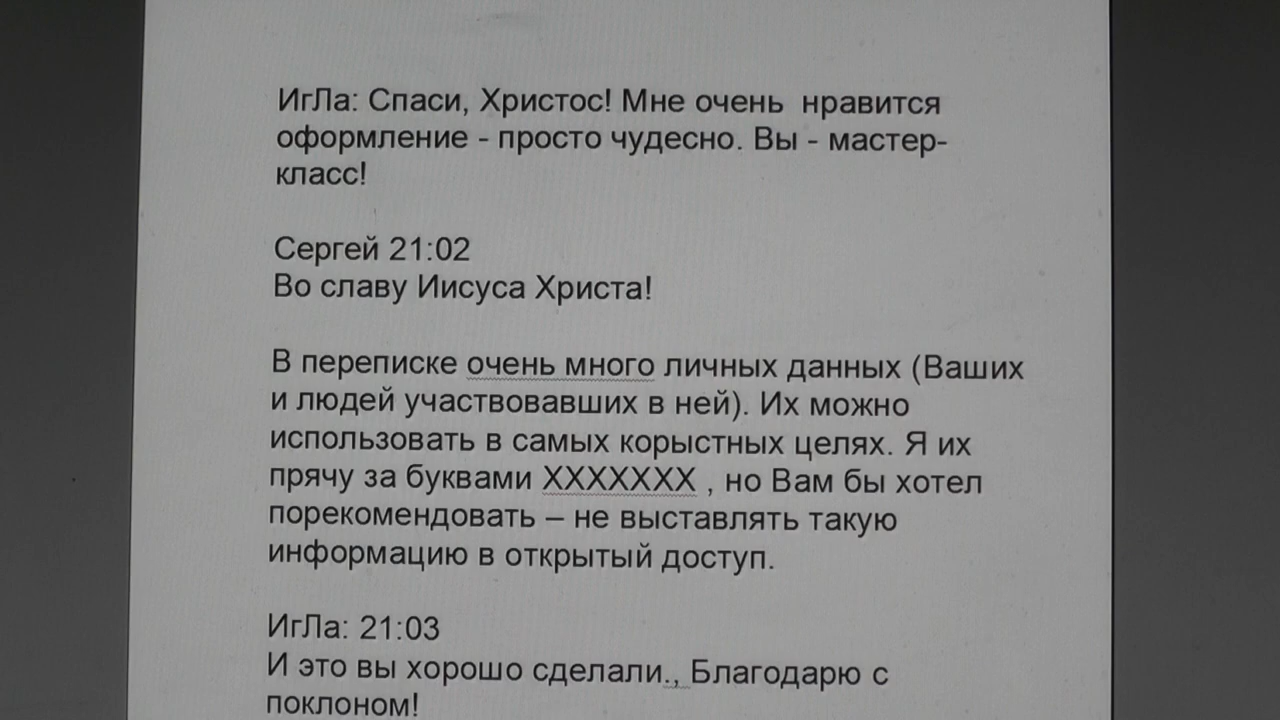 ИгЛа: Спаси, Христос! Мне очень  нравится
оформление - просто чудесно. Вы - мастер-
класс!
Сергей 21:02
Во славу Иисуса Христа!
В переписке очень много личных данных (Ваших
и людей участвовавших в ней). Их можно
использовать в самых корыстных целях. Я их
прячу за буквами ХХХХХХХ , но Вам бы хотел
порекомендовать – не выставлять такую
информацию в открытый доступ.
ИгЛа: 21:03
И это вы хорошо сделали., Благодарю с
поклоном!